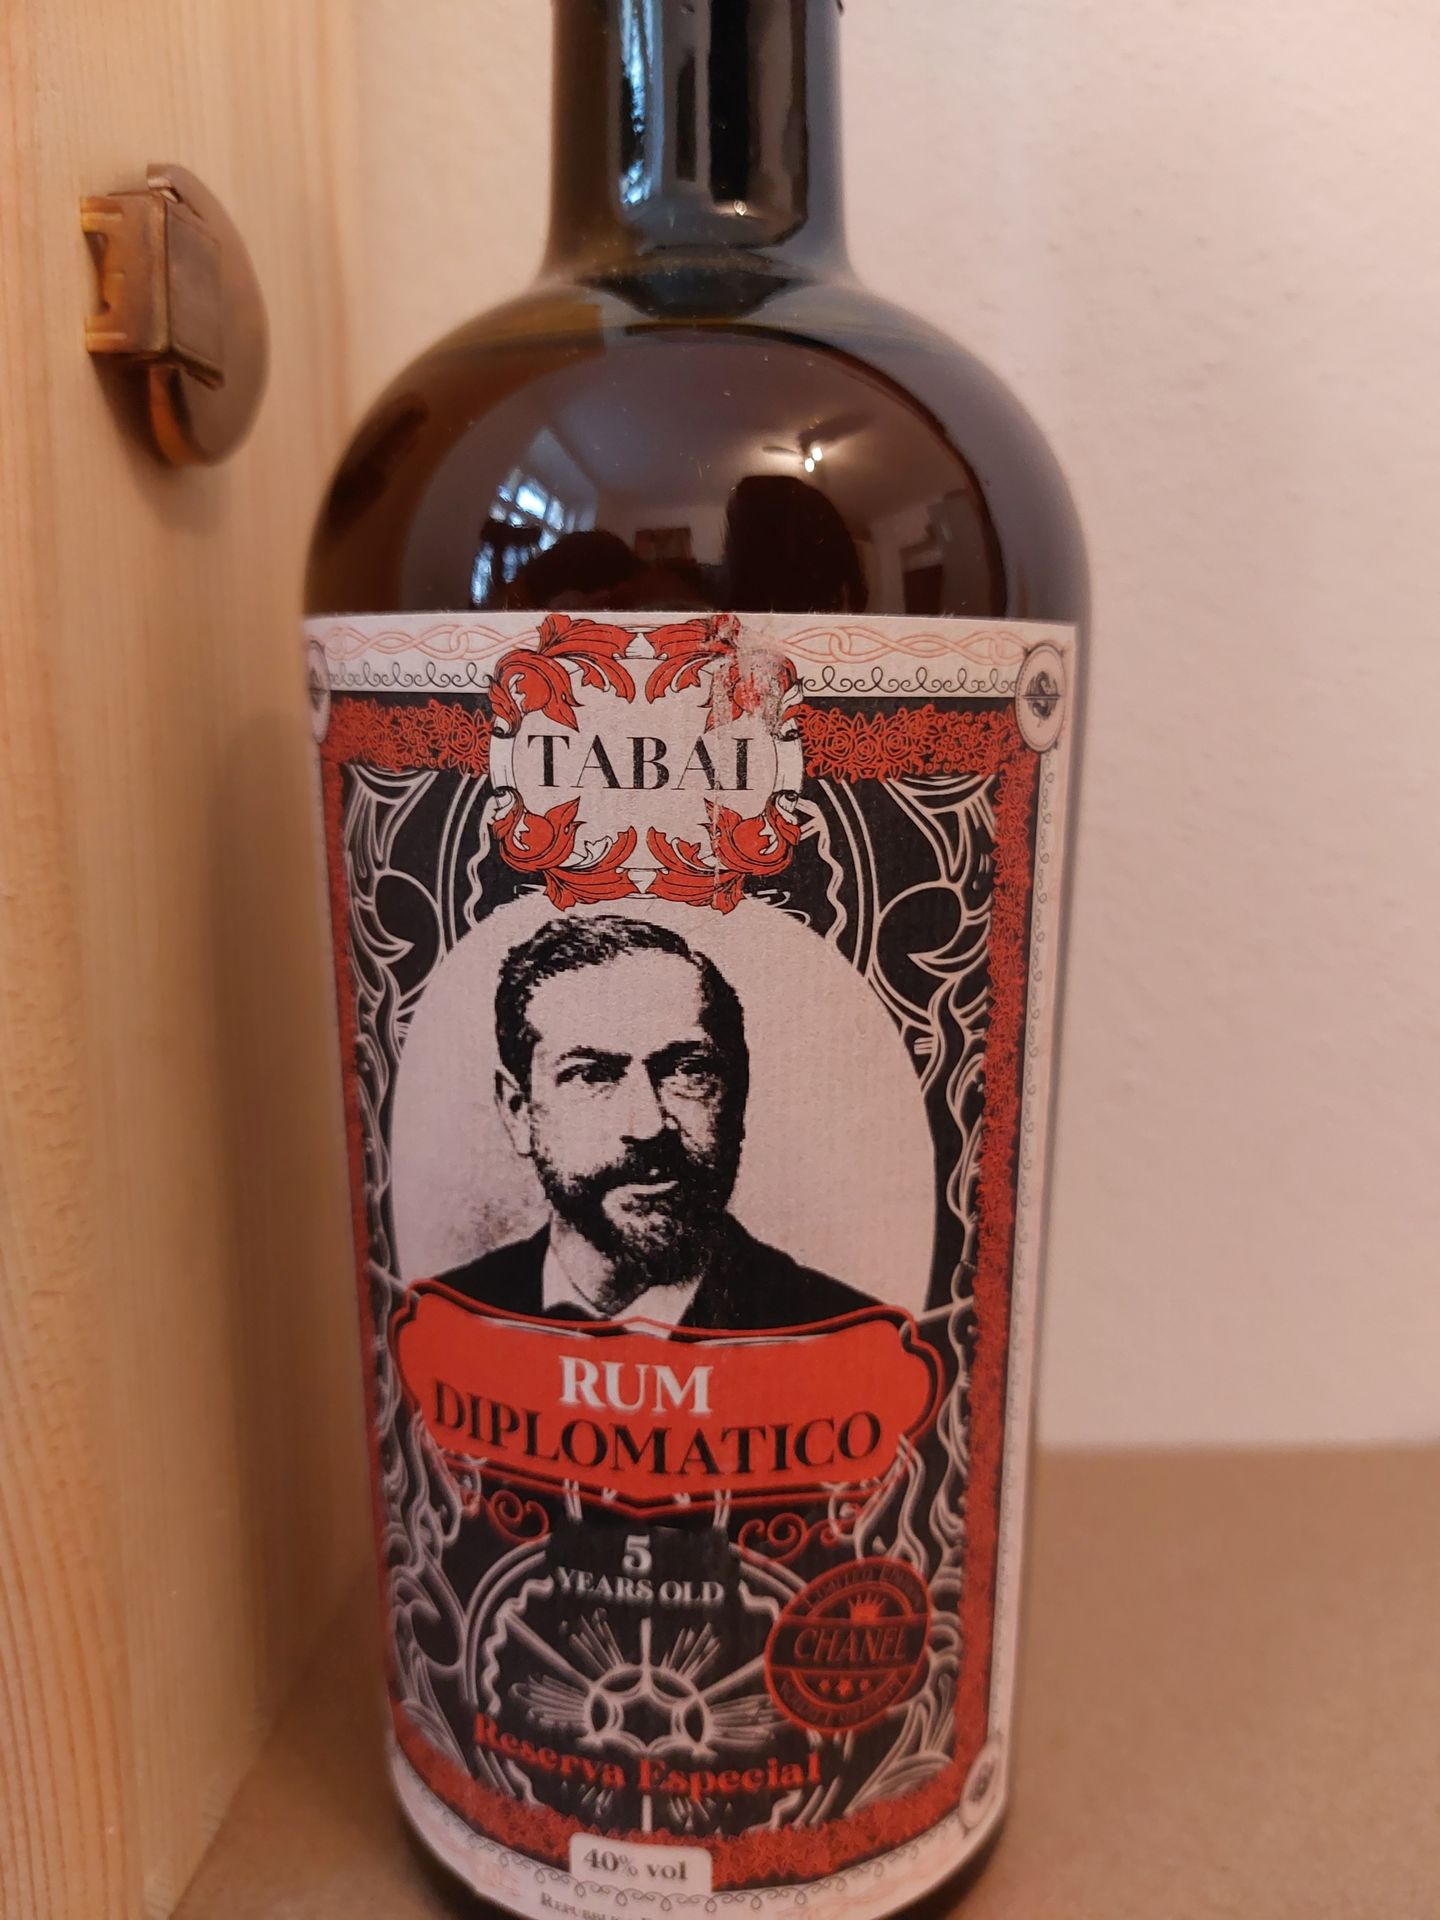 TABAI
RUM
DIPLOMATICO
5
YEARS OLD
CHANEL
Reserva Especial
40% vol